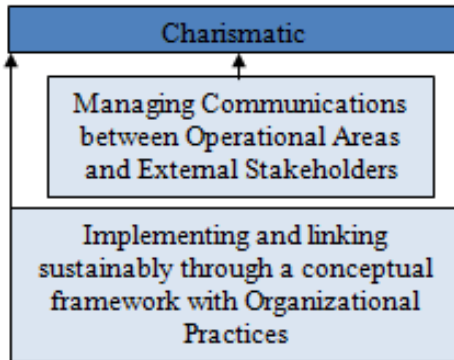 Charismatic
Managing Communications
between Operational Areas
and External Stakeholders
Implementing and linking
sustainably through a conceptual
framework with Organizational
Practices